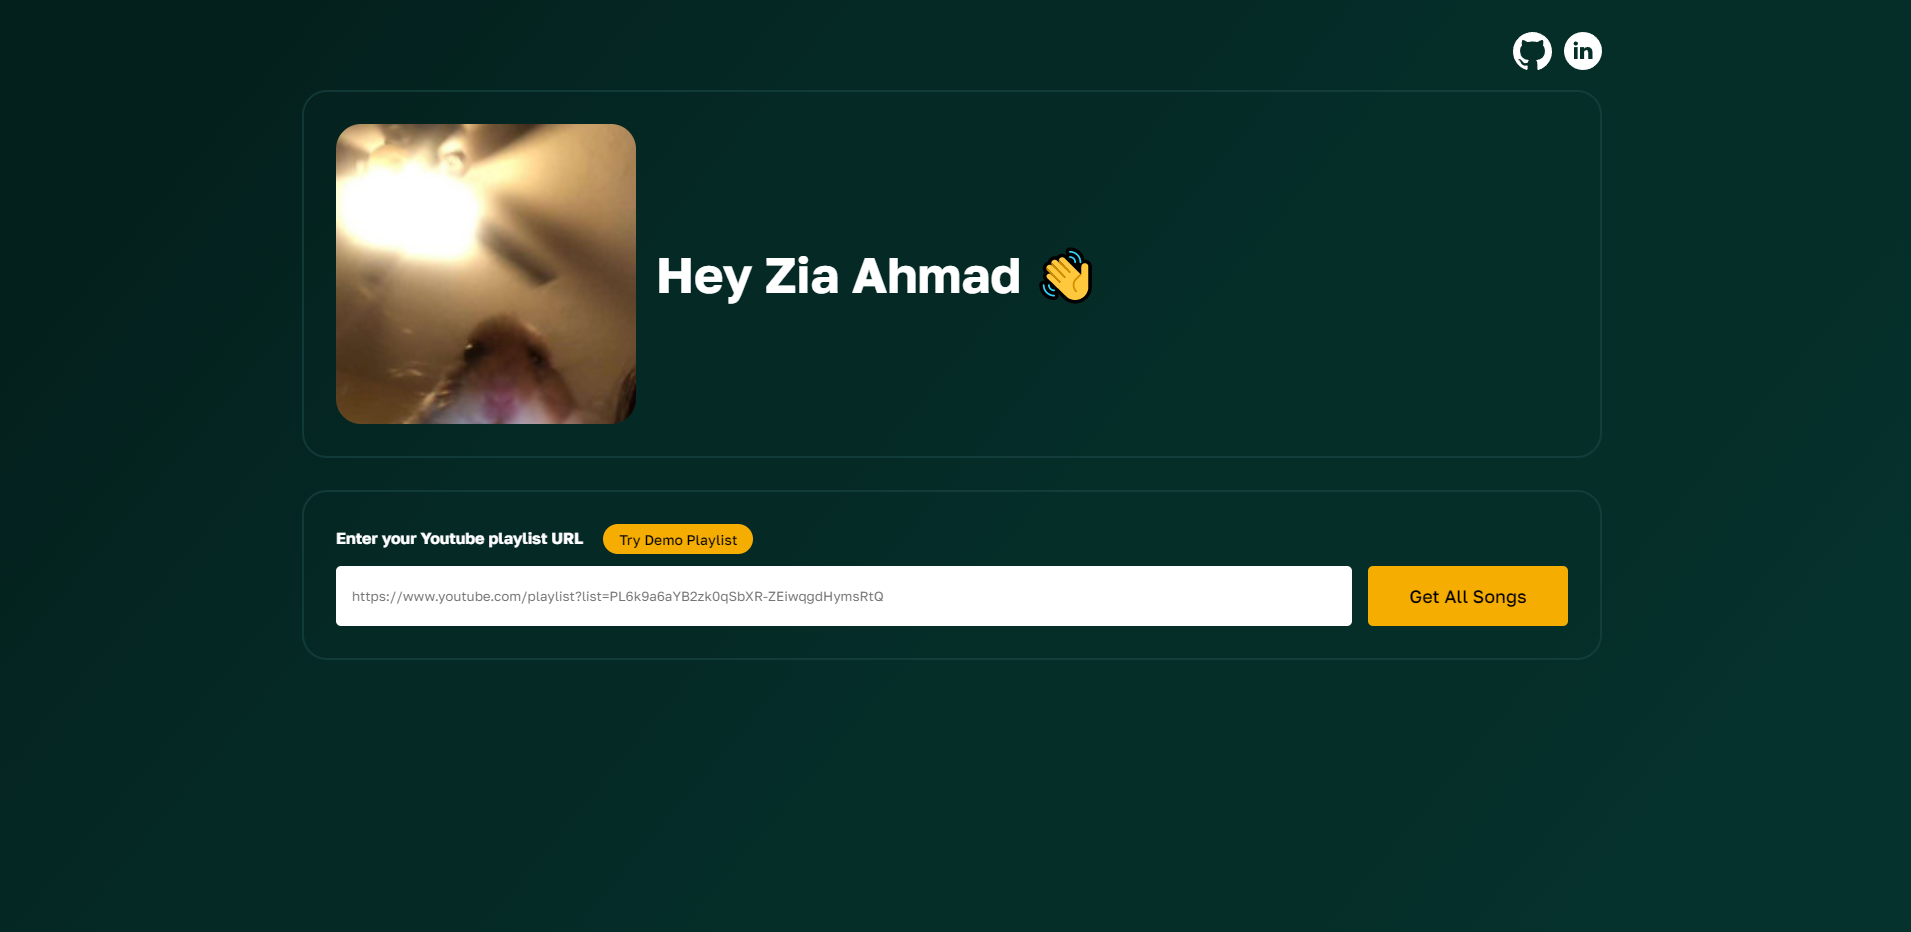 in
Hey Zia Ahmad 👋
Enter your Youtube playlist URL
Try Demo Playlist
https://www.youtube.com/playlist?list=PL6k9a6aYB2zk0qSbXR-ZEiwqgdHymsRtQ
Get All Songs